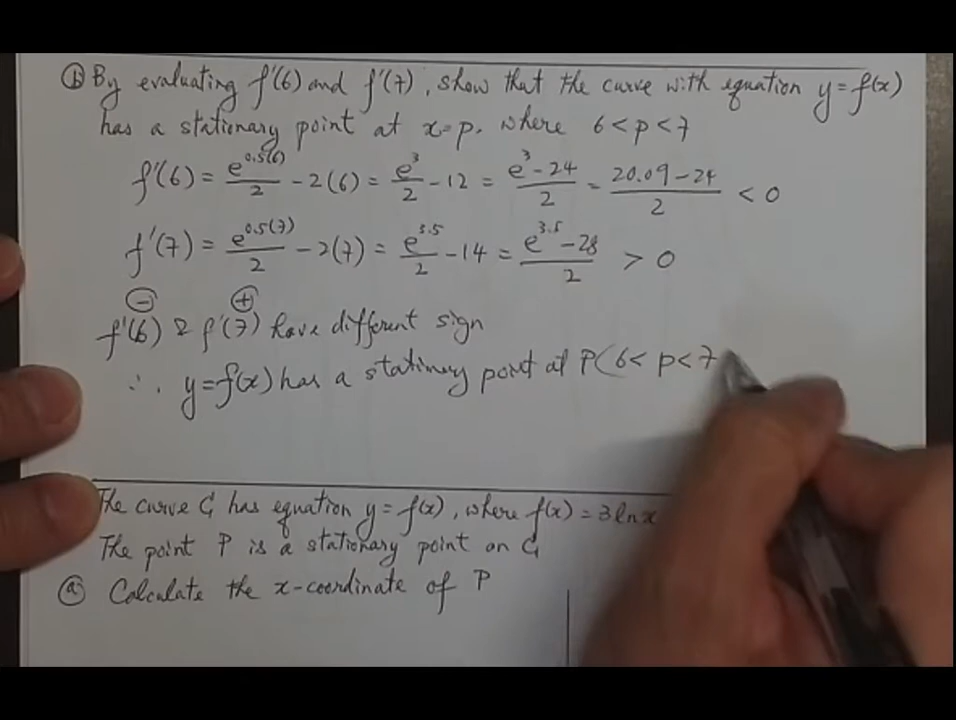 ⓑ By evaluating f'(6) and f'(7), show that the curve with equation y=f(x)
has a stationary point at x=p, where 6<p<7
f'(6) = e^0.5(6)/2 - 2(6) = e^3/2 - 12 = e^3-24/2 = 20.09-24/2 < 0
f'(7) = e^0.5(7)/2 - 2(7) = e^3.5/2 - 14 = e^3.5-28/2 > 0
⊖ ⊕
f'(6) & f'(7) have different sign
∴ y=f(x) has a stationary point at P(6< p<7
The curve C has equation y=f(x), where f(x) = 3lnx
The point P is a stationary point on C
ⓐ Calculate the x-coordinate of P